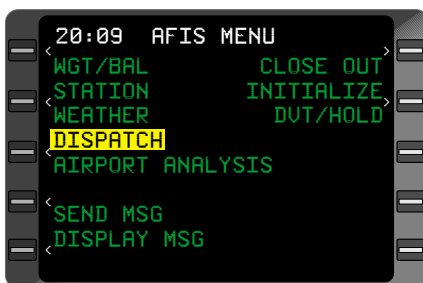 20:09 AFIS MENU
WGT/BAL CLOSE OUT
STATION INITIALIZE
WEATHER DVT/HOLD
DISPATCH
AIRPORT ANALYSIS
SEND MSG
DISPLAY MSG